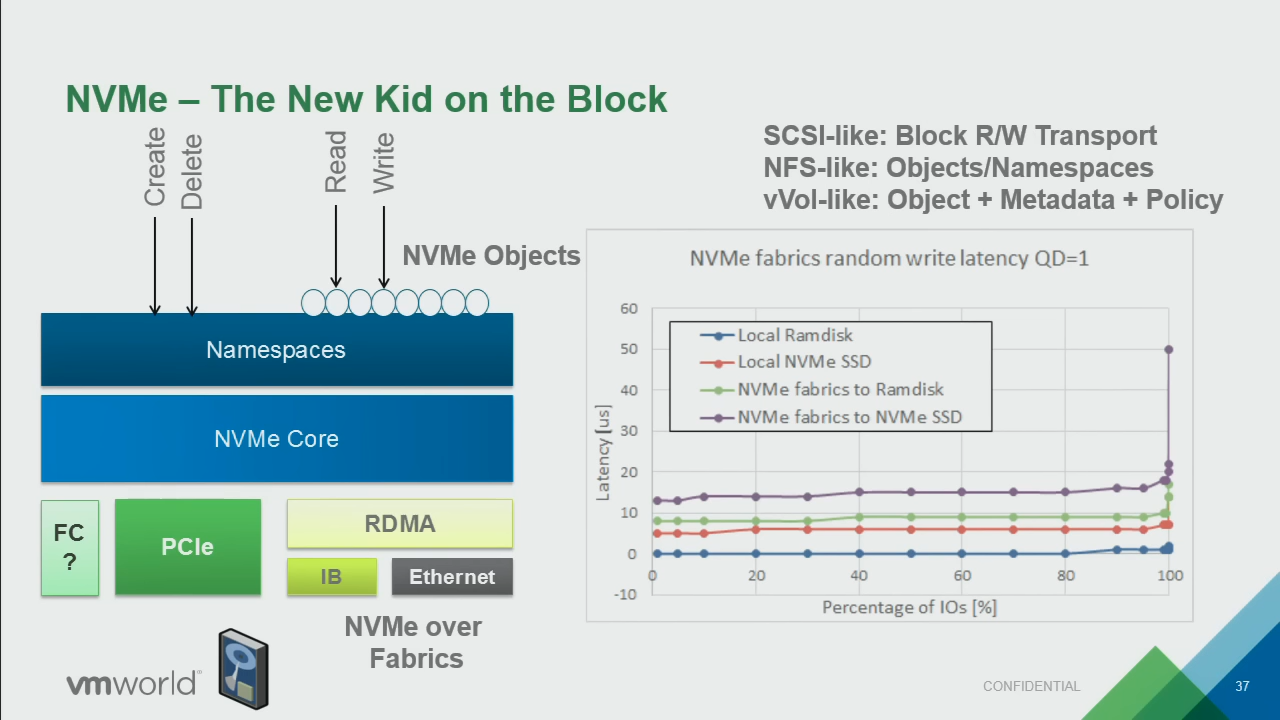 NVMe – The New Kid on the Block
Create
Delete
Read
Write
SCSI-like: Block R/W Transport
NFS-like: Objects/Namespaces
vVol-like: Object + Metadata + Policy
NVMe Objects
Namespaces
NVMe Core
FC
?
PCIe
RDMA
IB
Ethernet
NVMe over
Fabrics
NVMe fabrics random write latency QD=1
Local Ramdisk
Local NVMe SSD
NVMe fabrics to Ramdisk
NVMe fabrics to NVMe SSD
Latency [us]
60
50
40
30
20
10
0
-10
0 20 40 60 80 100
Percentage of IOs [%]
vmworld®
CONFIDENTIAL
37